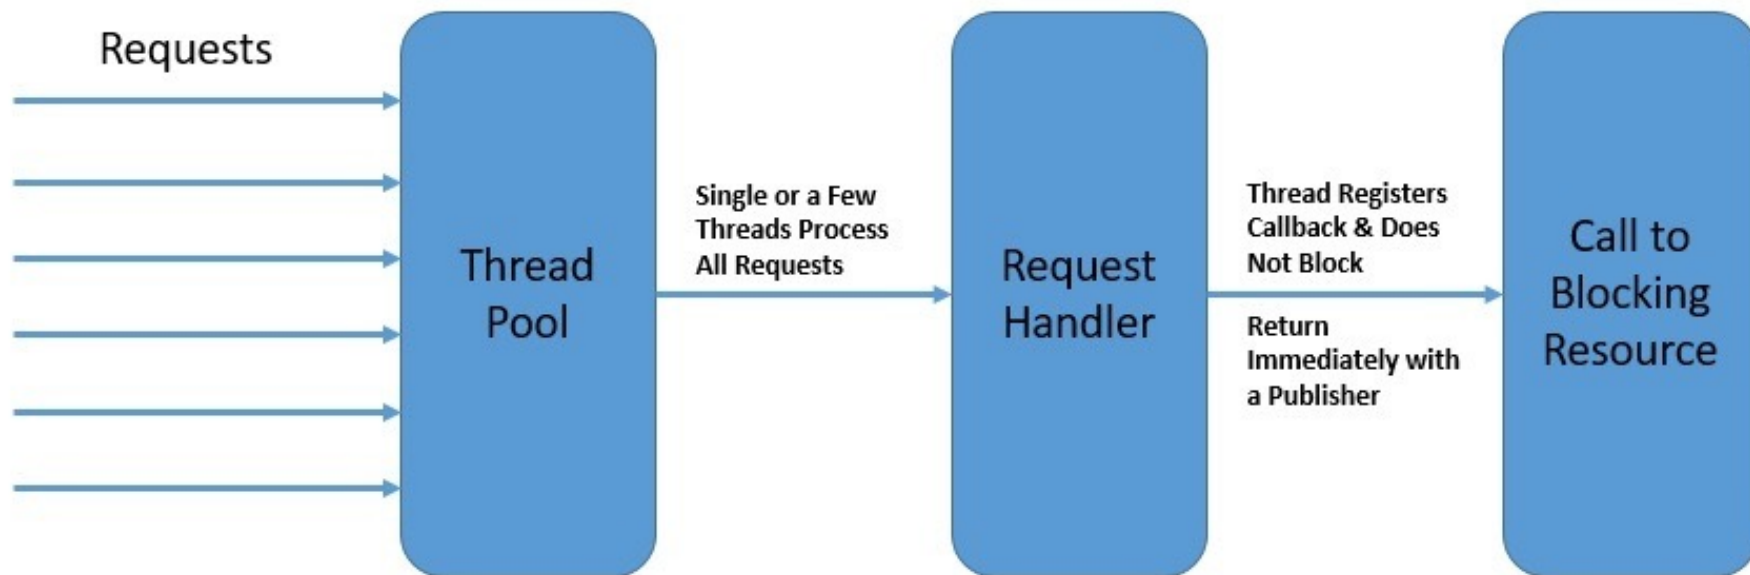 Requests
Thread
Pool
Single or a Few
Threads Process
All Requests
Request
Handler
Thread Registers
Callback & Does
Not Block
Return
Immediately with
a Publisher
Call to
Blocking
Resource